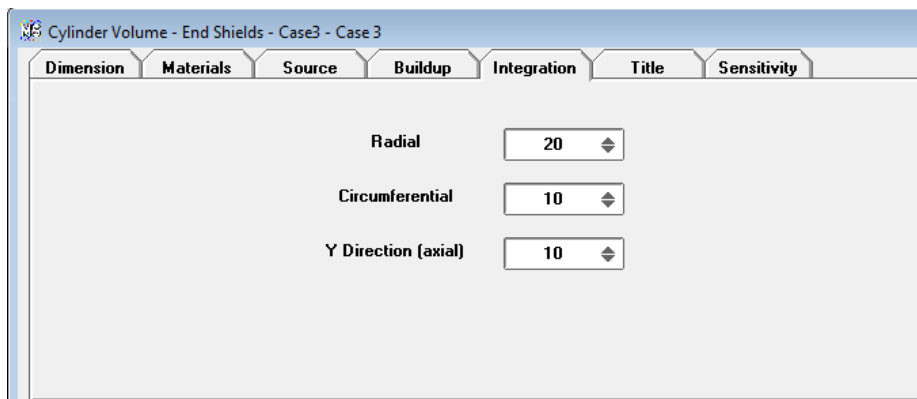 Cylinder Volume - End Shields - Case3 - Case 3
Dimension Materials Source Buildup Integration Title Sensitivity
Radial 20
Circumferential 10
Y Direction (axial) 10